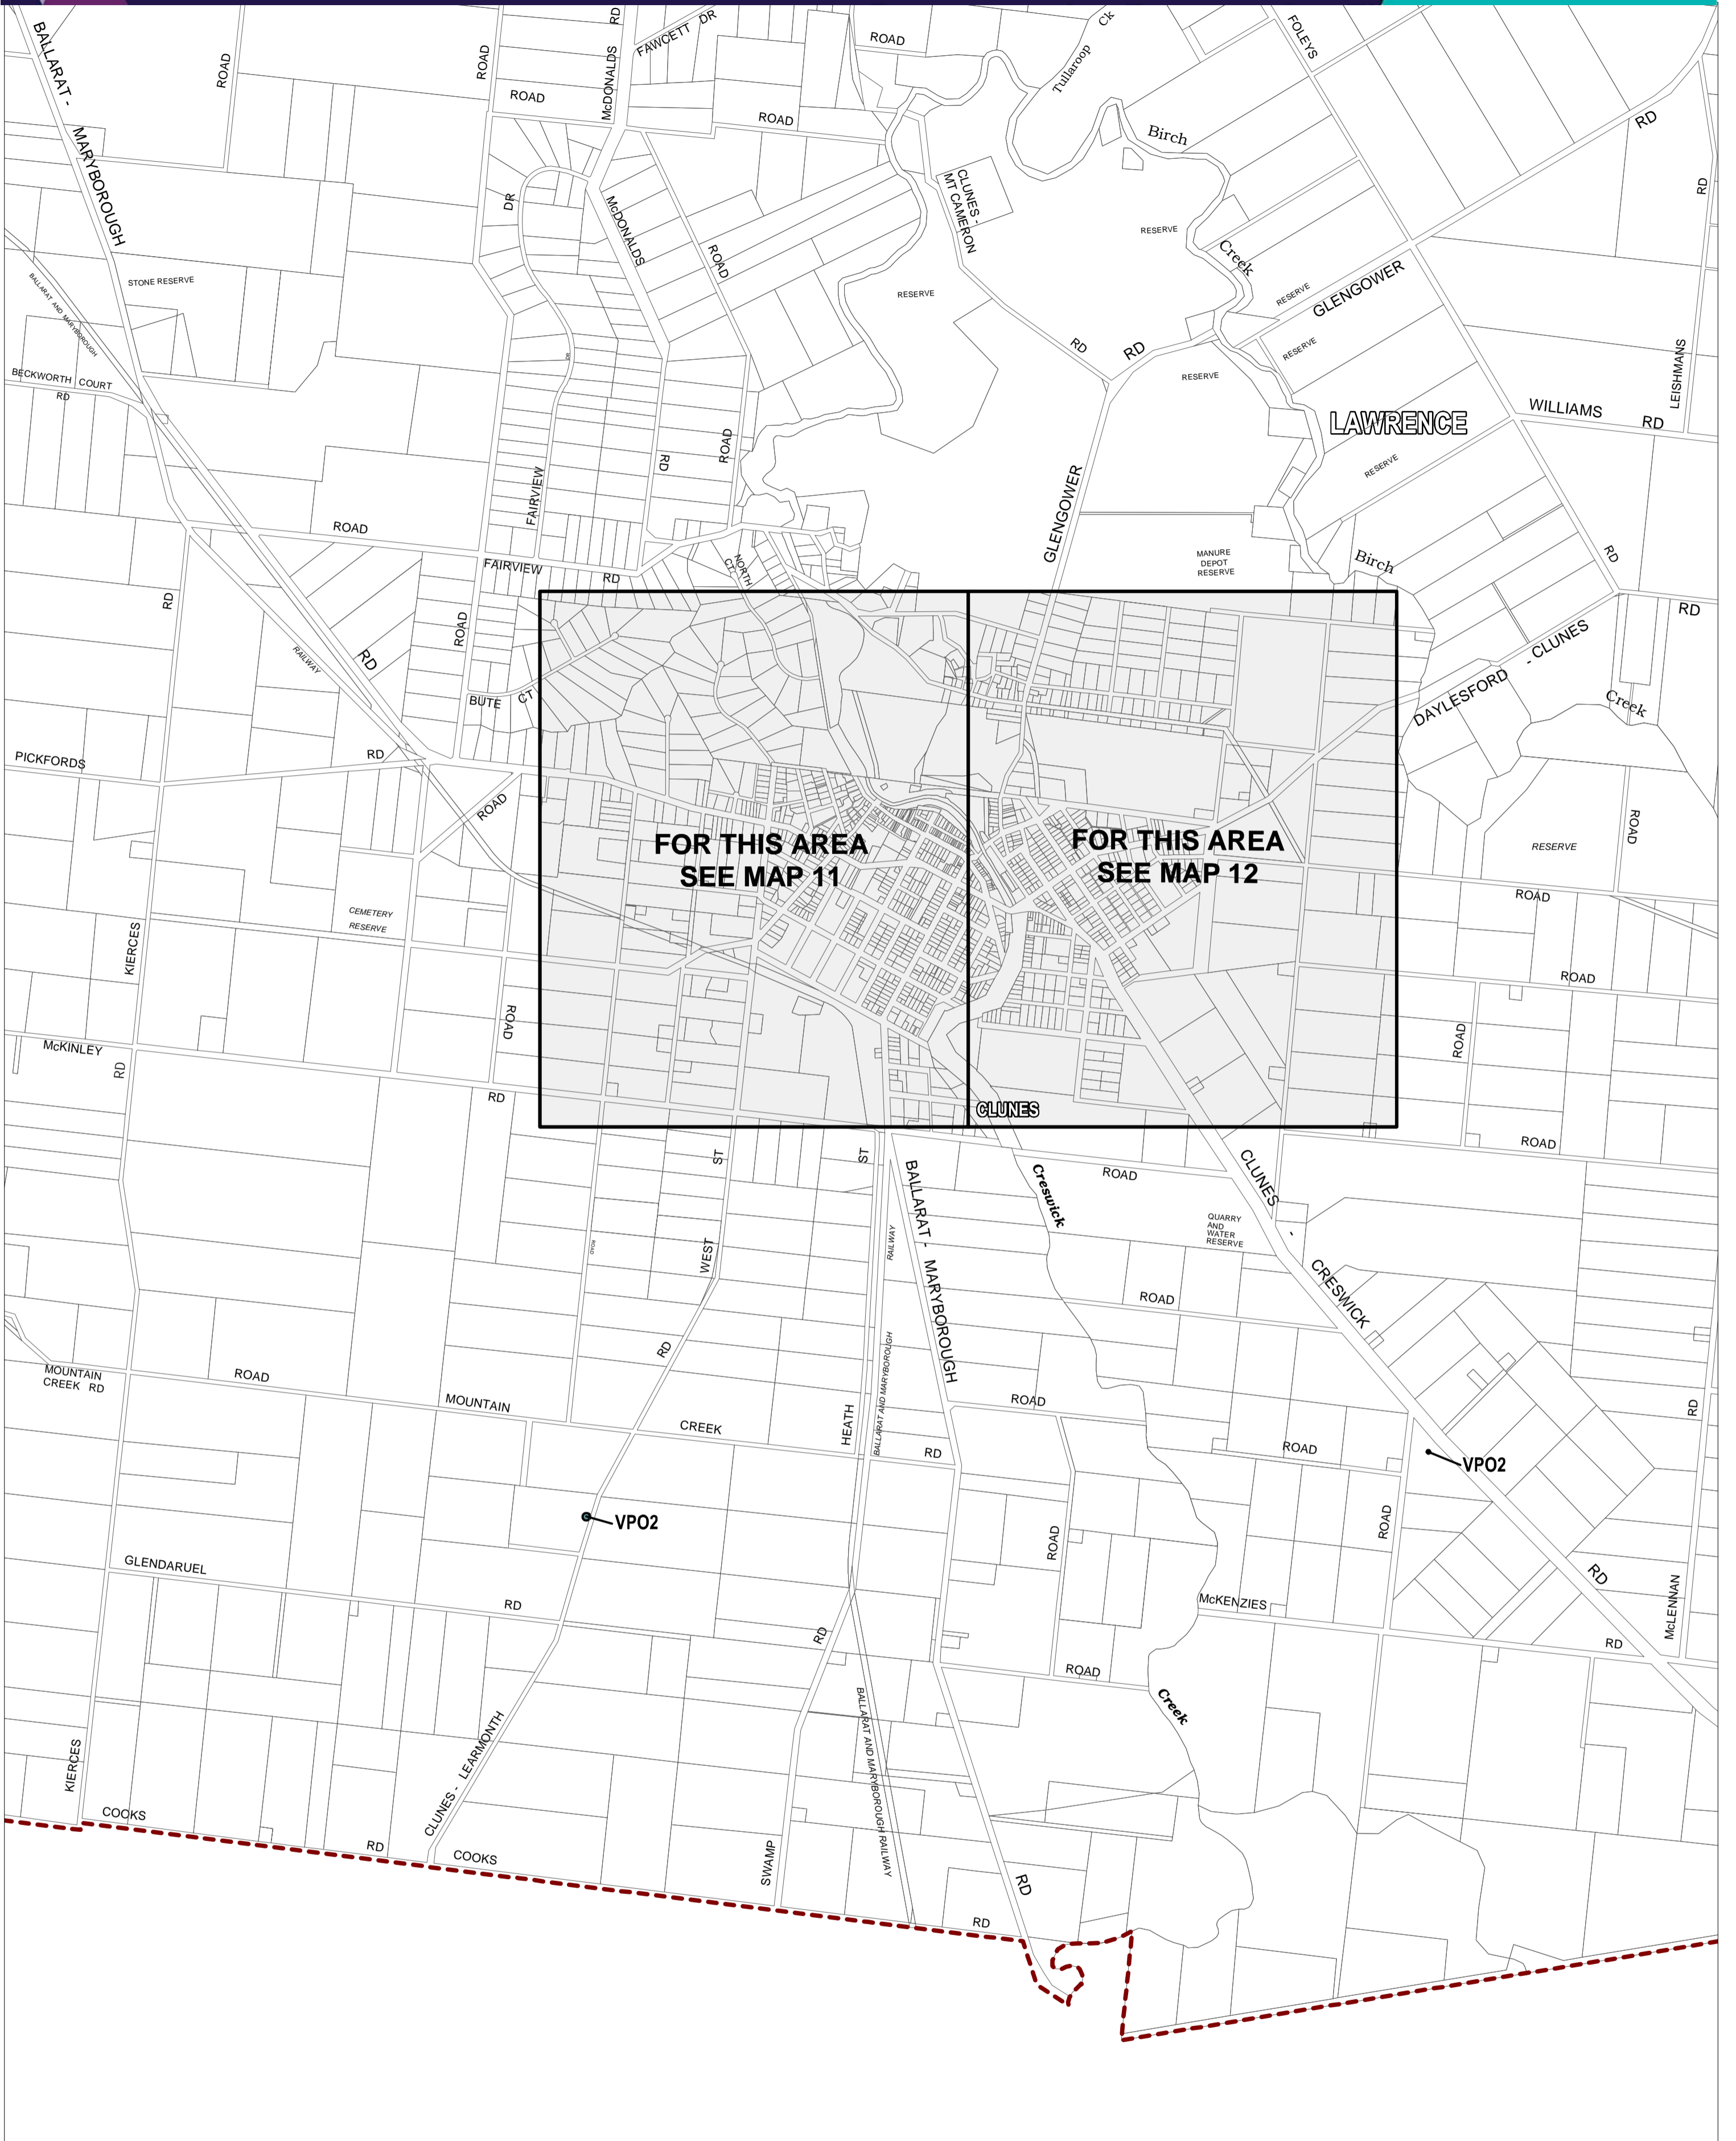 FAWCETT DR
RD
ROAD
Ck
Tullaroop
FOLEYS
BALLARAT -
MARYBOROUGH
ROAD
ROAD
McDONALDS
ROAD
ROAD
Birch
RD
RD
CLUNES -
MT CAMERON
DR
McDONALDS
ROAD
RESERVE
Creek
GLENGOWER
RESERVE
STONE RESERVE
RESERVE
BALLARAT AND MARYBOROUGH
RD
RD
RD
RESERVE
RESERVE
LEISHMANS
BECKWORTH COURT
RD
WILLIAMS
RD
LAWRENCE
ROAD
RD
RESERVE
FAIRVIEW
GLENGOWER
ROAD
MANURE
DEPOT
RESERVE
Birch
RD
FAIRVIEW
RD
NORTH
CT
RD
RD
ROAD
DAYLESFORD
- CLUNES
RAILWAY
RD
BUTE CT
Creek
PICKFORDS
RD
ROAD
ROAD
FOR THIS AREA
SEE MAP 11
FOR THIS AREA
SEE MAP 12
RESERVE
ROAD
CEMETERY
RESERVE
KIERCES
ROAD
ROAD
ROAD
McKINLEY
RD
RD
CLUNES
ROAD
ST
ST
ROAD
CLUNES
-
CRESWICK
Creswick
BALLARAT - MARYBOROUGH
QUARRY
AND
WATER
RESERVE
ROAD
WEST
RAILWAY
ROAD
RD
BALLARAT AND MARYBOROUGH
MOUNTAIN
CREEK RD
ROAD
MOUNTAIN
CREEK
HEATH
RD
ROAD
ROAD
RD
VPO2
VPO2
ROAD
ROAD
GLENDARUEL
RD
McKENZIES
RD
McLENNAN
RD
RD
ROAD
Creek
BALLARAT AND MARYBOROUGH RAILWAY
CLUNES - LEARMONTH
KIERCES
COOKS
RD
COOKS
SWAMP
RD
RD